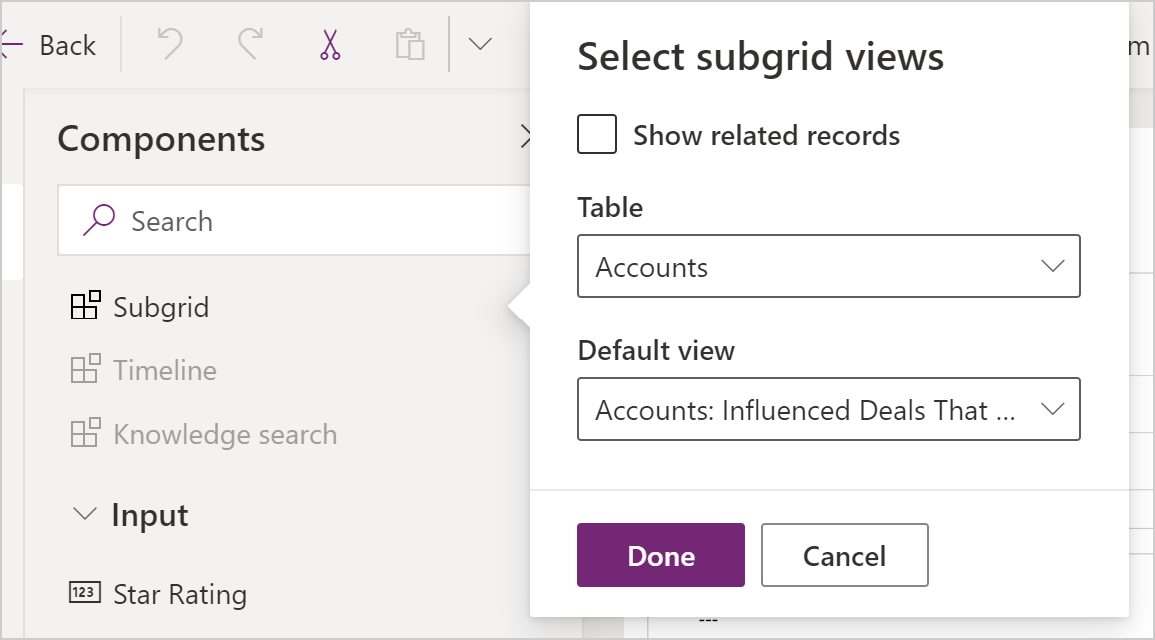 Back
Components
Search
Subgrid
Timeline
Knowledge search
Input
123 Star Rating
Select subgrid views
Show related records
Table
Accounts
Default view
Accounts: Influenced Deals That ...
Done
Cancel
m
---